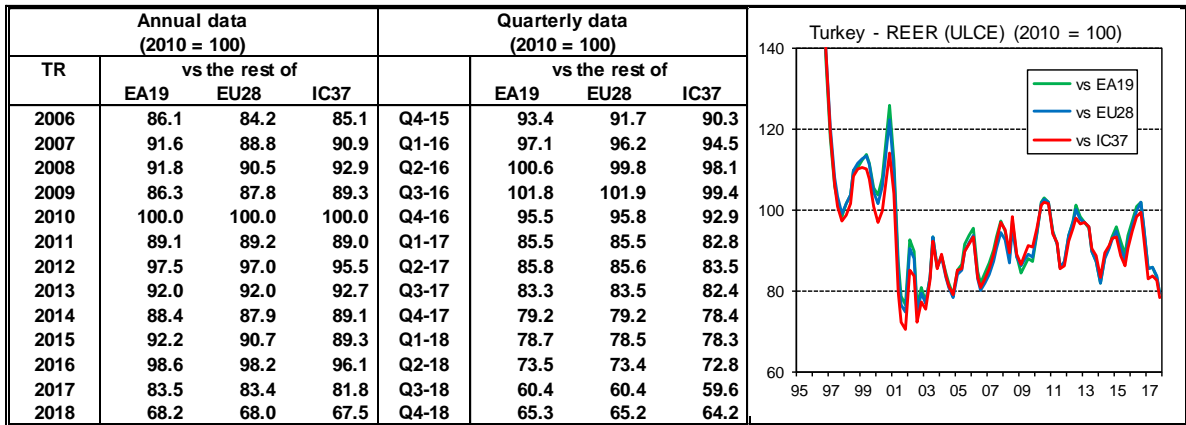 Annual data Quarterly data
(2010 = 100) (2010 = 100)
TR vs the rest of vs the rest of
EA19 EU28 IC37 EA19 EU28 IC37
2006 86.1 84.2 85.1 Q4-15 93.4 91.7 90.3
2007 91.6 88.8 90.9 Q1-16 97.1 96.2 94.5
2008 91.8 90.5 92.9 Q2-16 100.6 99.8 98.1
2009 86.3 87.8 89.3 Q3-16 101.8 101.9 99.4
2010 100.0 100.0 100.0 Q4-16 95.5 95.8 92.9
2011 89.1 89.2 89.0 Q1-17 85.5 85.5 82.8
2012 97.5 97.0 95.5 Q2-17 85.8 85.6 83.5
2013 92.0 92.0 92.7 Q3-17 83.3 83.5 82.4
2014 88.4 87.9 89.1 Q4-17 79.2 79.2 78.4
2015 92.2 90.7 89.3 Q1-18 78.7 78.5 78.3
2016 98.6 98.2 96.1 Q2-18 73.5 73.4 72.8
2017 83.5 83.4 81.8 Q3-18 60.4 60.4 59.6
2018 68.2 68.0 67.5 Q4-18 65.3 65.2 64.2
Turkey - REER (ULCE) (2010 = 100)
140
120
100
80
60
vs EA19
vs EU28
vs IC37
95 97 99 01 03 05 07 09 11 13 15 17